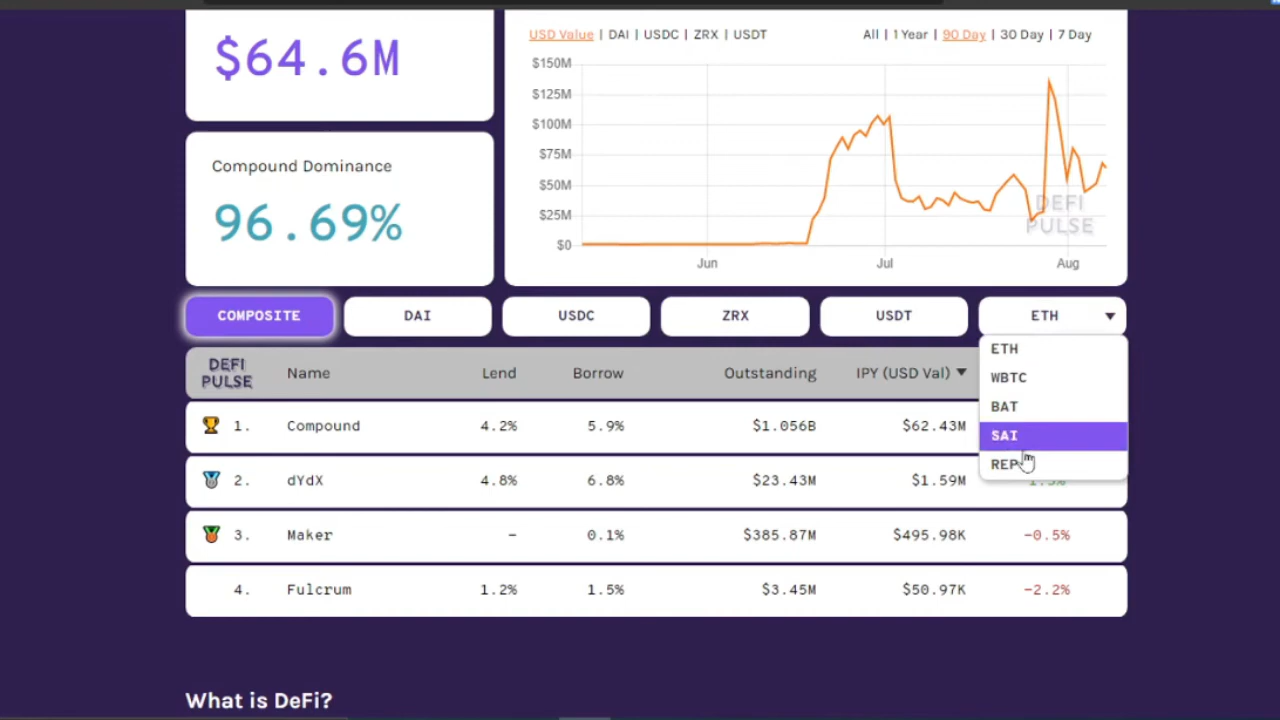 $64.6M
USD Value | DAI | USDC | ZRX | USDT
All | 1 Year | 90 Day | 30 Day | 7 Day
$150M
$125M
$100M
$75M
$50M
$25M
$0
Jun
Jul
Aug
DEFI
PULSE
Compound Dominance
96.69%
COMPOSITE
DAI
USDC
ZRX
USDT
ETH
ETH
WBTC
BAT
SAI
REP
DEFI
PULSE
Name Lend Borrow Outstanding IPY (USD Val)
1. Compound 4.2% 5.9% $1.056B $62.43M
2. dYdX 4.8% 6.8% $23.43M $1.59M
3. Maker - 0.1% $385.87M $495.98K -0.5%
4. Fulcrum 1.2% 1.5% $3.45M $50.97K -2.2%
What is DeFi?